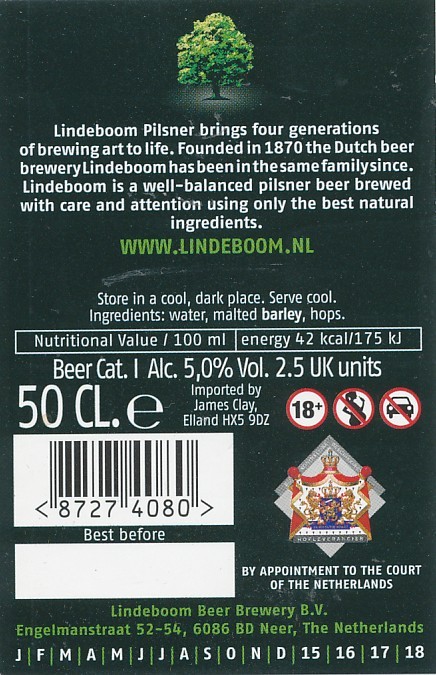 Lindeboom Pilsner brings four generations
of brewing art to life. Founded in 1870 the Dutch beer
brewery Lindeboom has been in the same family since.
Lindeboom is a well-balanced pilsner beer brewed
with care and attention using only the best natural
ingredients.
WWW.LINDEBOOM.NL
Store in a cool, dark place. Serve cool.
Ingredients: water, malted barley, hops.
Nutritional Value / 100 ml | energy 42 kcal/175 kJ
Beer Cat. I Alc. 5,0% Vol. 2.5 UK units
50 CL. e
Imported by
James Clay,
Elland HX5 9DZ
18+
<8727 4080>
Best before
HOFLEVERANCIER
BY APPOINTMENT TO THE COURT
OF THE NETHERLANDS
Lindeboom Beer Brewery B.V.
Engelmanstraat 52-54, 6086 BD Neer, The Netherlands
J|F|M|A|M|J|J|A|S|O|N|D|15|16|17|18